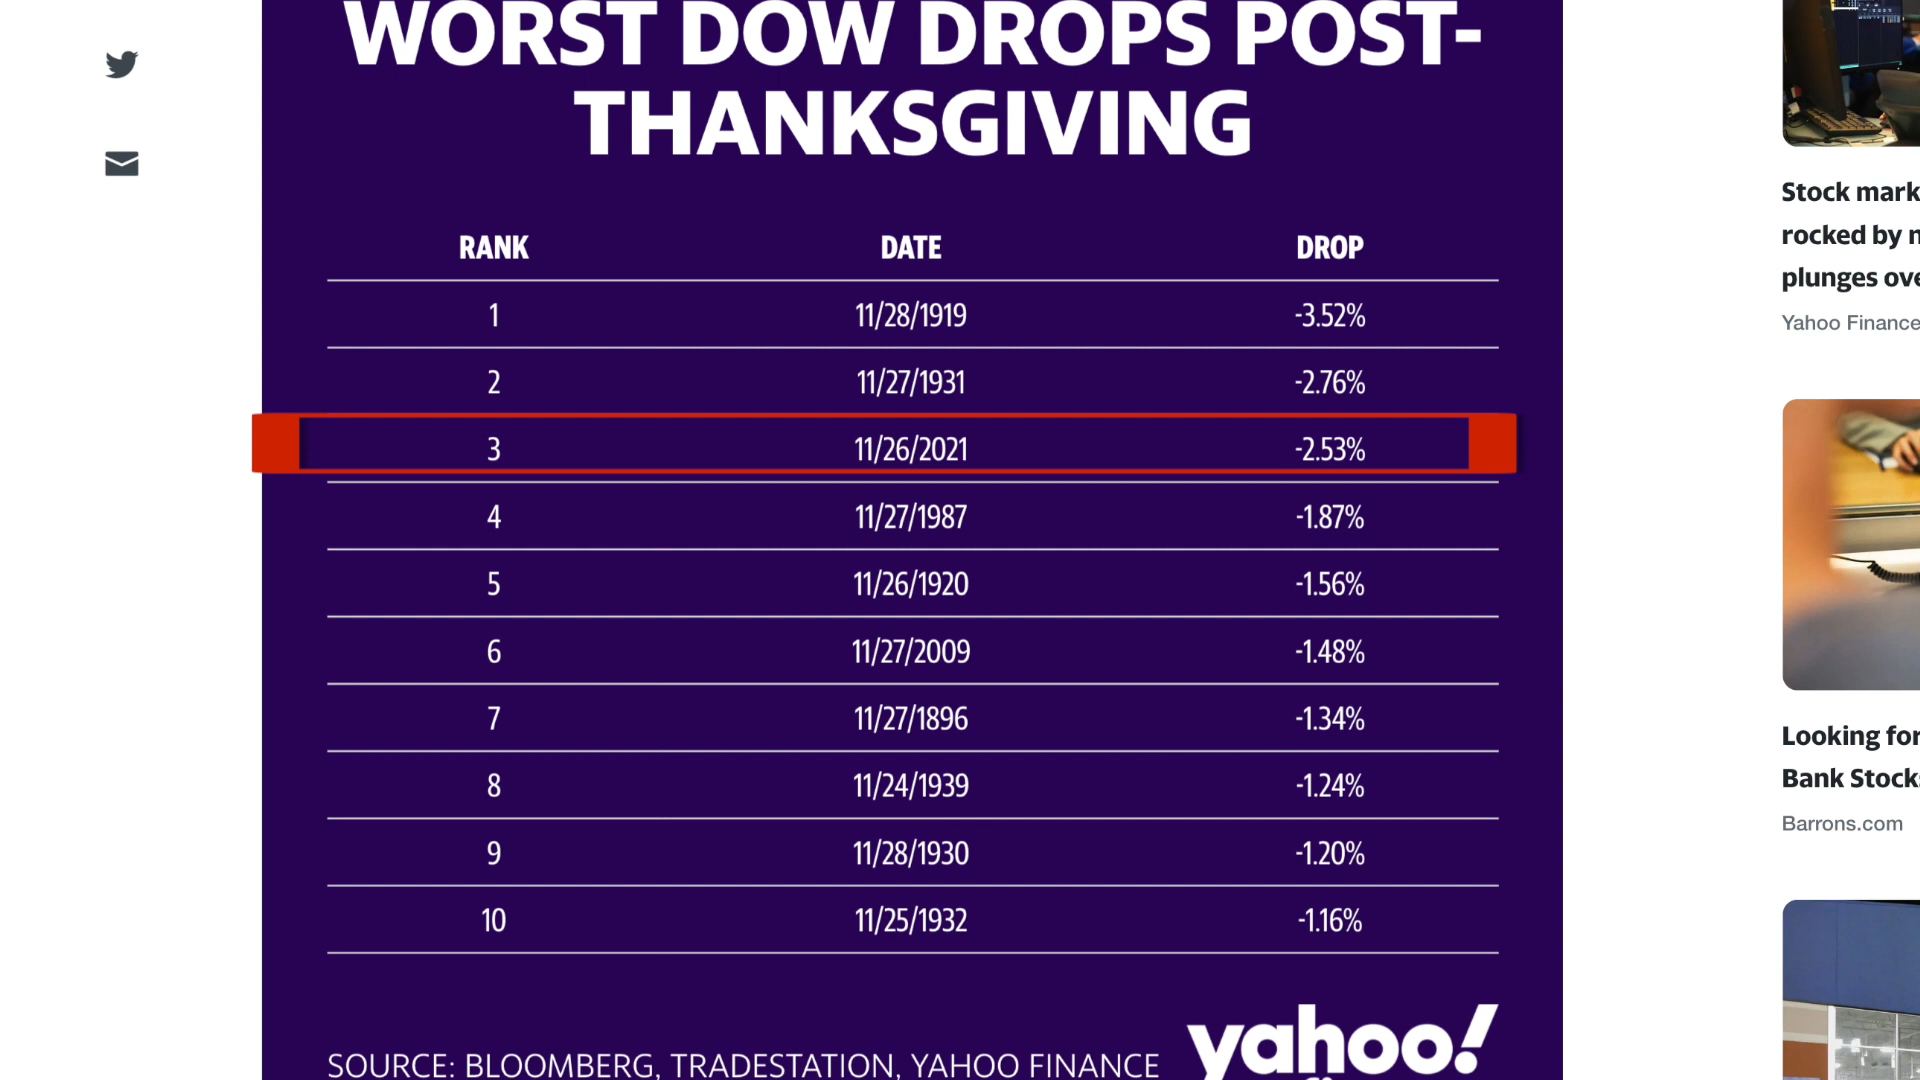 WORST DOW DROPS POST-
THANKSGIVING
RANK DATE DROP
1 11/28/1919 -3.52%
2 11/27/1931 -2.76%
3 11/26/2021 -2.53%
4 11/27/1987 -1.87%
5 11/26/1920 -1.56%
6 11/27/2009 -1.48%
7 11/27/1896 -1.34%
8 11/24/1939 -1.24%
9 11/28/1930 -1.20%
10 11/25/1932 -1.16%
SOURCE: BLOOMBERG, TRADESTATION, YAHOO FINANCE
yahoo!
Stock mark
rocked by
plunges ove
Yahoo Finance
Looking for
Bank Stock
Barrons.com